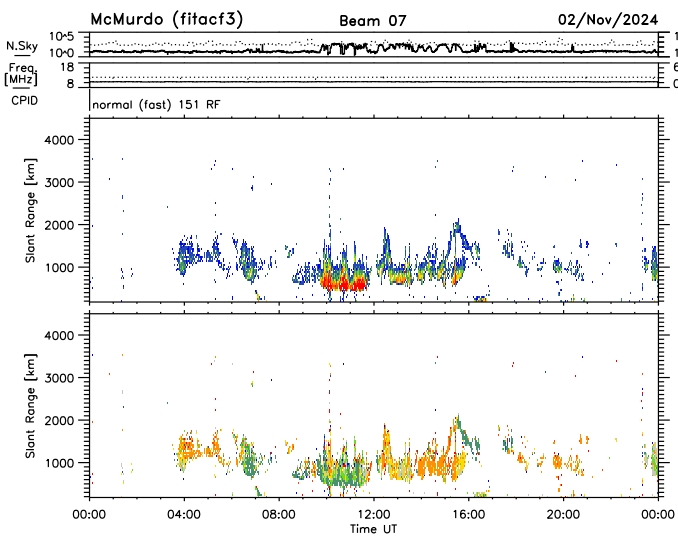 McMurdo (fitacf3) Beam 07 02/Nov/2024
N.Sky 10^5 10^0
Freq. [MHz] 18 8
CPID normal (fast) 151 RF
Slant Range [km] 4000 3000 2000 1000
Slant Range [km] 4000 3000 2000 1000
00:00 04:00 08:00 12:00 16:00 20:00 00:00
Time UT